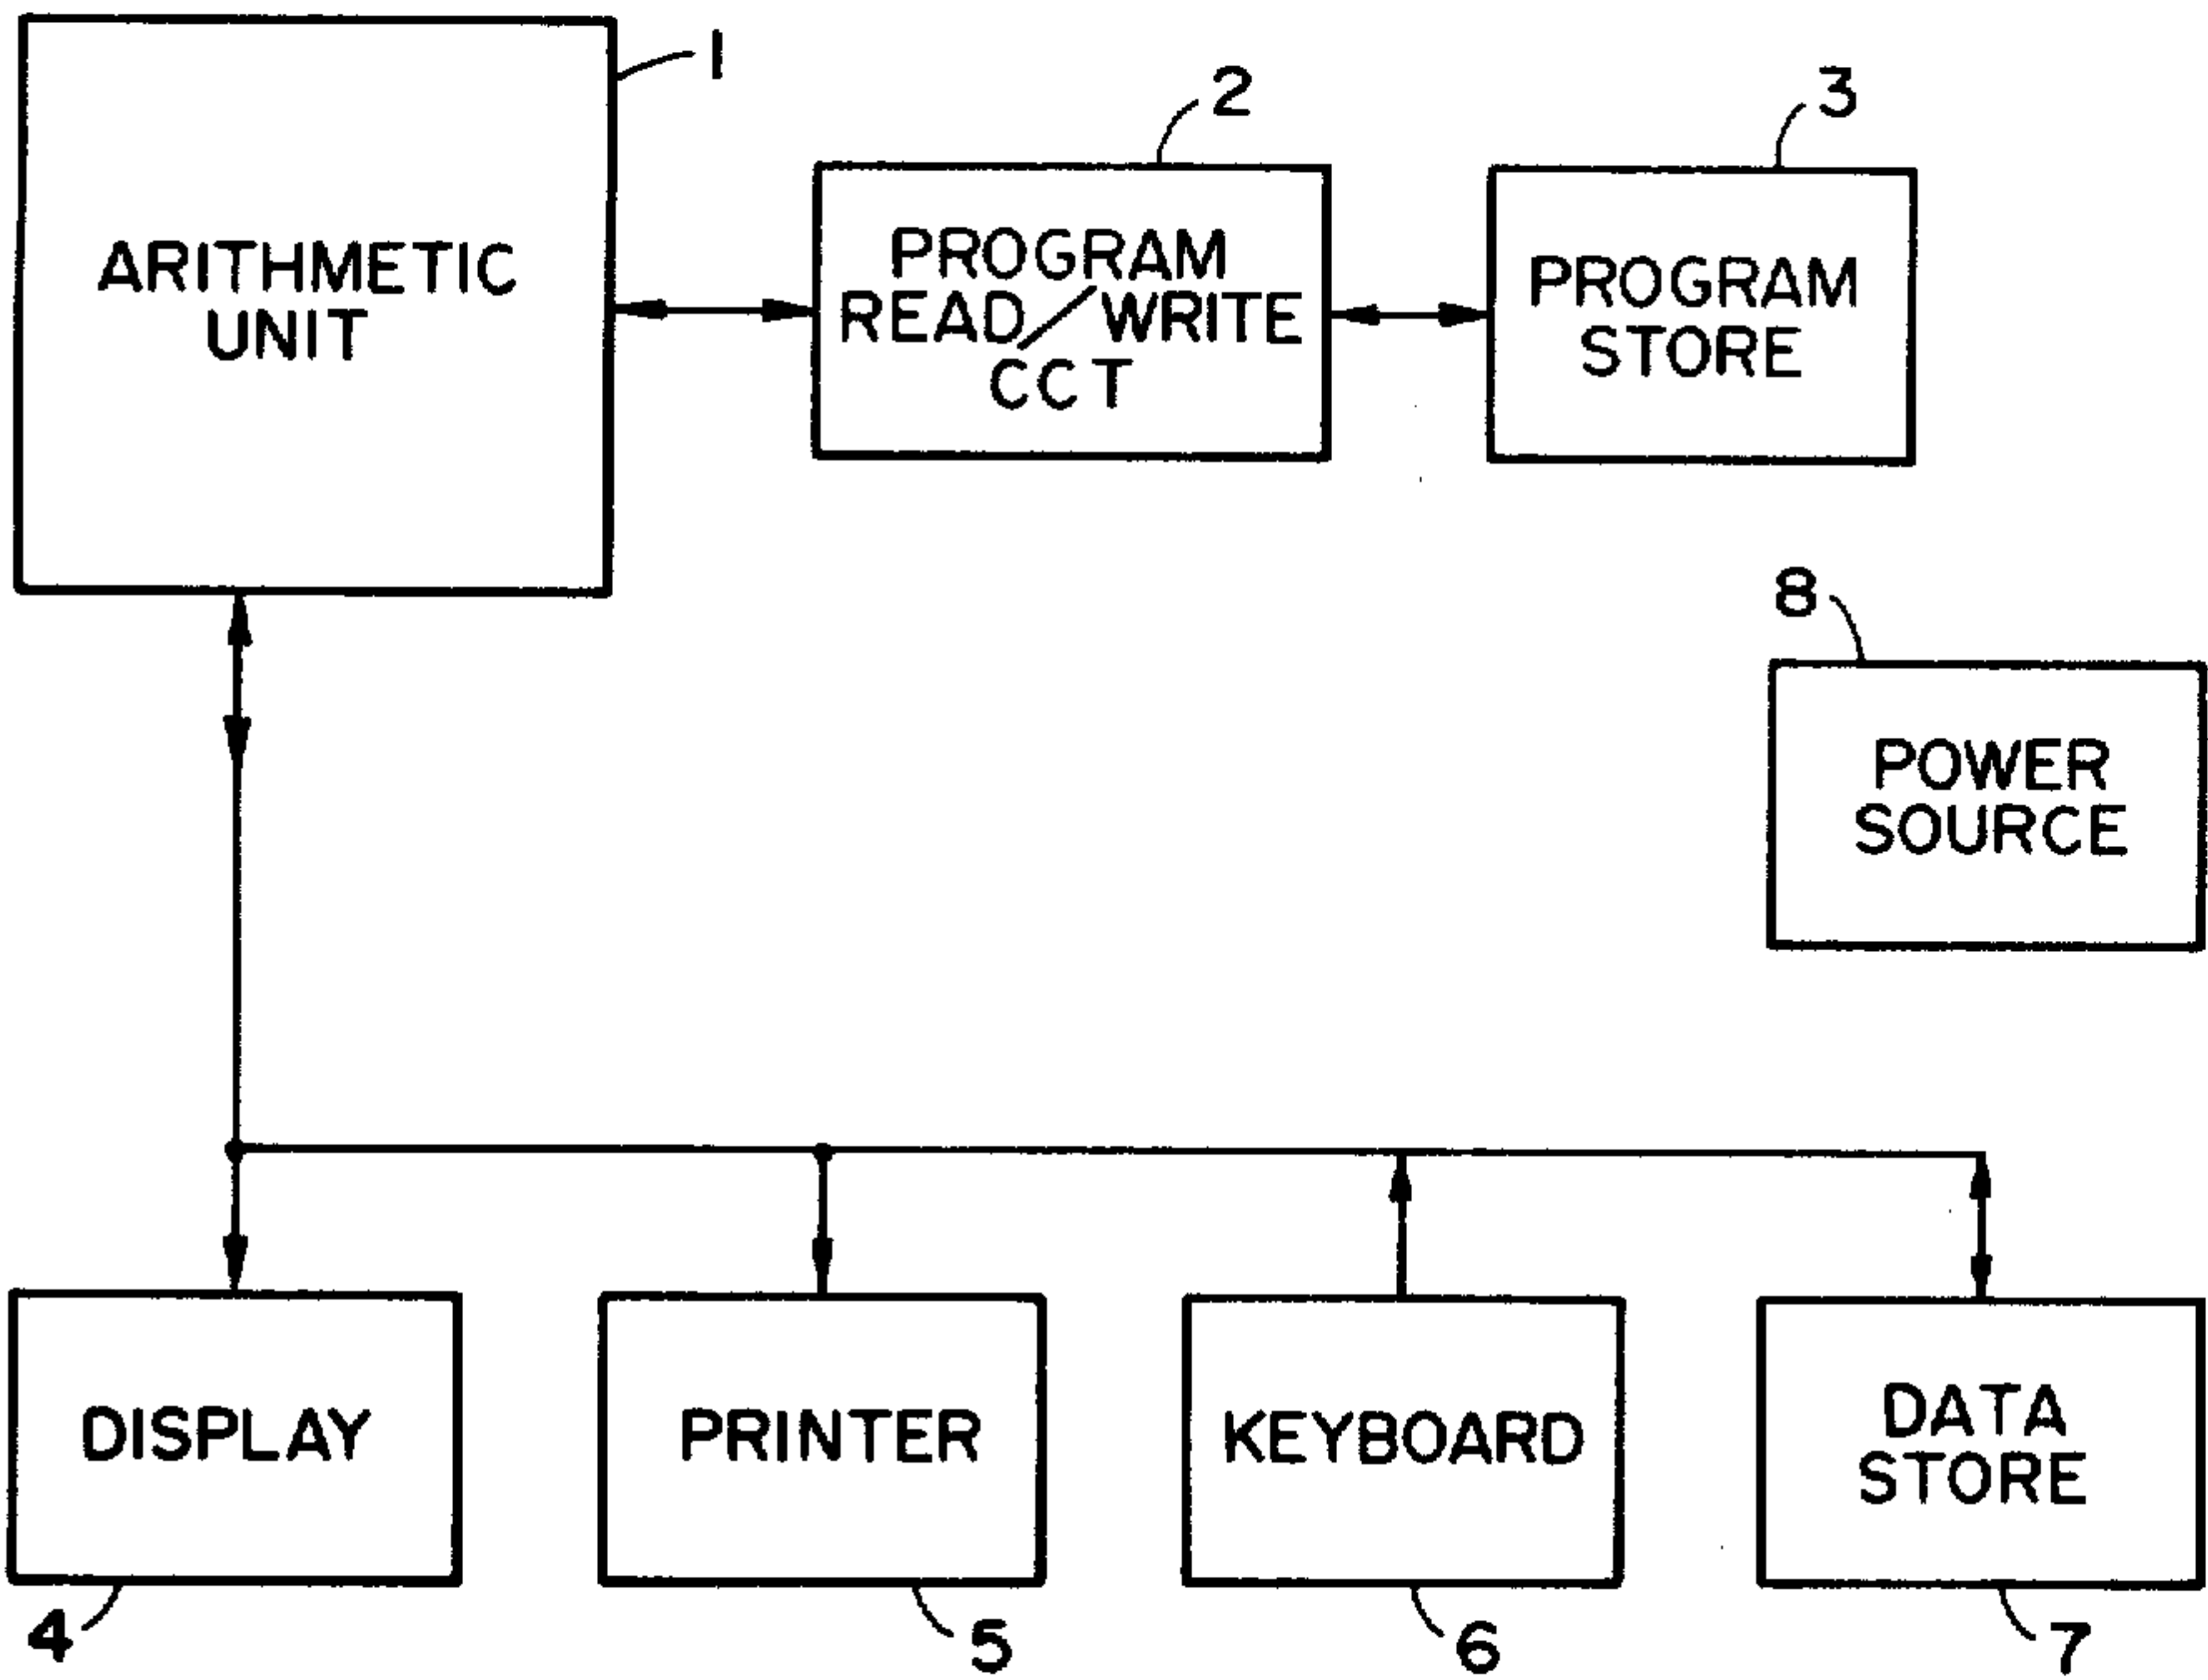 1
2
3
ARITHMETIC
UNIT
PROGRAM
READ/WRITE
CCT
PROGRAM
STORE
8
POWER
SOURCE
DISPLAY
PRINTER
KEYBOARD
DATA
STORE
4
5
6
7